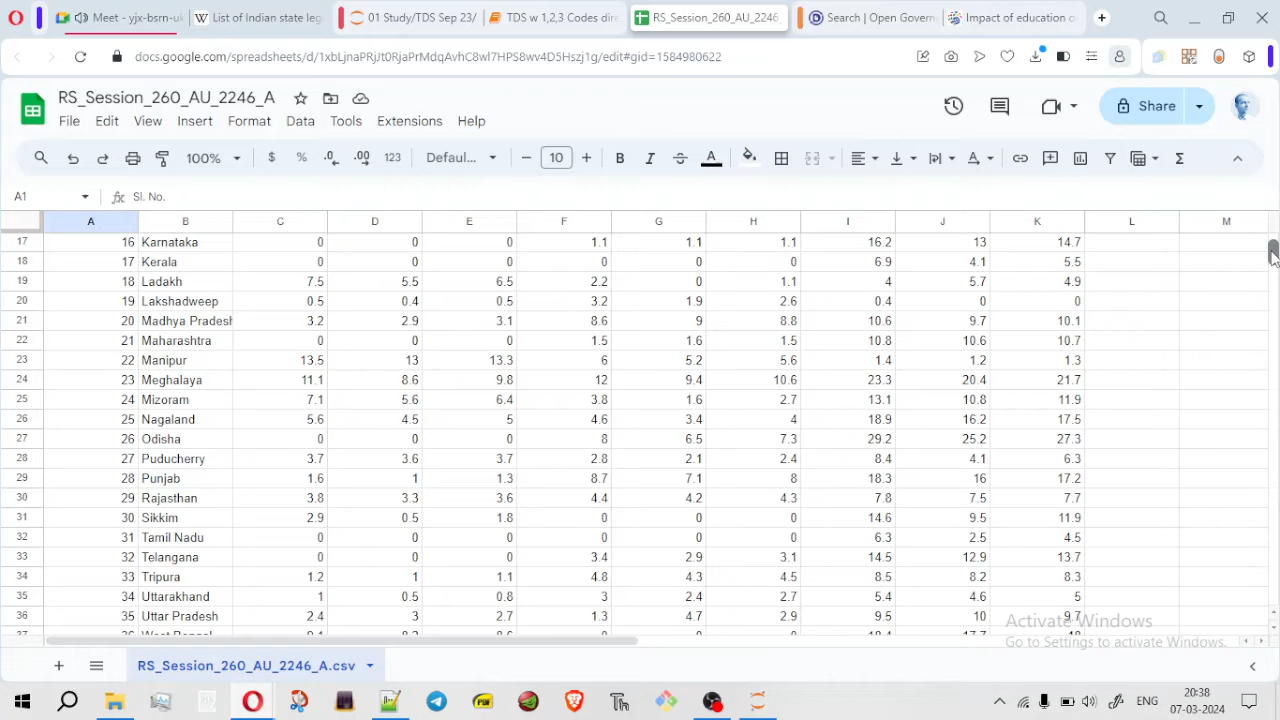 Meet - yjx-bsrn-uk
List of Indian state leg
01 Study/TDS Sep 23/
TDS w 1,2,3 Codes dire
RS_Session_260_AU_2246_
Search | Open Govern
Impact of education o
docs.google.com/spreadsheets/d/1xbLjnaPRjIt0RjaPrMdqAvhC8wl7HPS8wv4D5Hszj1g/edit#gid=1584980622
RS_Session_260_AU_2246_A
File Edit View Insert Format Data Tools Extensions Help
Share
100% $ % .0 .00 123 Defaul... − 10 + B I A
A1 fx Sl. No.
A B C D E F G H I J K L M
17 16 Karnataka 0 0 0 1.1 1.1 1.1 16.2 13 14.7
18 17 Kerala 0 0 0 0 0 0 6.9 4.1 5.5
19 18 Ladakh 7.5 5.5 6.5 2.2 0 1.1 4 5.7 4.9
20 19 Lakshadweep 0.5 0.4 0.5 3.2 1.9 2.6 0.4 0 0
21 20 Madhya Pradesh 3.2 2.9 3.1 8.6 9 8.8 10.6 9.7 10.1
22 21 Maharashtra 0 0 0 1.5 1.6 1.5 10.8 10.6 10.7
23 22 Manipur 13.5 13 13.3 6 5.2 5.6 1.4 1.2 1.3
24 23 Meghalaya 11.1 8.6 9.8 12 9.4 10.6 23.3 20.4 21.7
25 24 Mizoram 7.1 5.6 6.4 3.8 1.6 2.7 13.1 10.8 11.9
26 25 Nagaland 5.6 4.5 5 4.6 3.4 4 18.9 16.2 17.5
27 26 Odisha 0 0 0 8 6.5 7.3 29.2 25.2 27.3
28 27 Puducherry 3.7 3.6 3.7 2.8 2.1 2.4 8.4 4.1 6.3
29 28 Punjab 1.6 1 1.3 8.7 7.1 8 18.3 16 17.2
30 29 Rajasthan 3.8 3.3 3.6 4.4 4.2 4.3 7.8 7.5 7.7
31 30 Sikkim 2.9 0.5 1.8 0 0 0 14.6 9.5 11.9
32 31 Tamil Nadu 0 0 0 0 0 0 6.3 2.5 4.5
33 32 Telangana 0 0 0 3.4 2.9 3.1 14.5 12.9 13.7
34 33 Tripura 1.2 1 1.1 4.8 4.3 4.5 8.5 8.2 8.3
35 34 Uttarakhand 1 0.5 0.8 3 2.4 2.7 5.4 4.6 5
36 35 Uttar Pradesh 2.4 3 2.7 1.3 4.7 2.9 9.5 10 9.7
Activate Windows
Go to Settings to activate Windows.
RS_Session_260_AU_2246_A.csv
ENG
20:38
07-03-2024